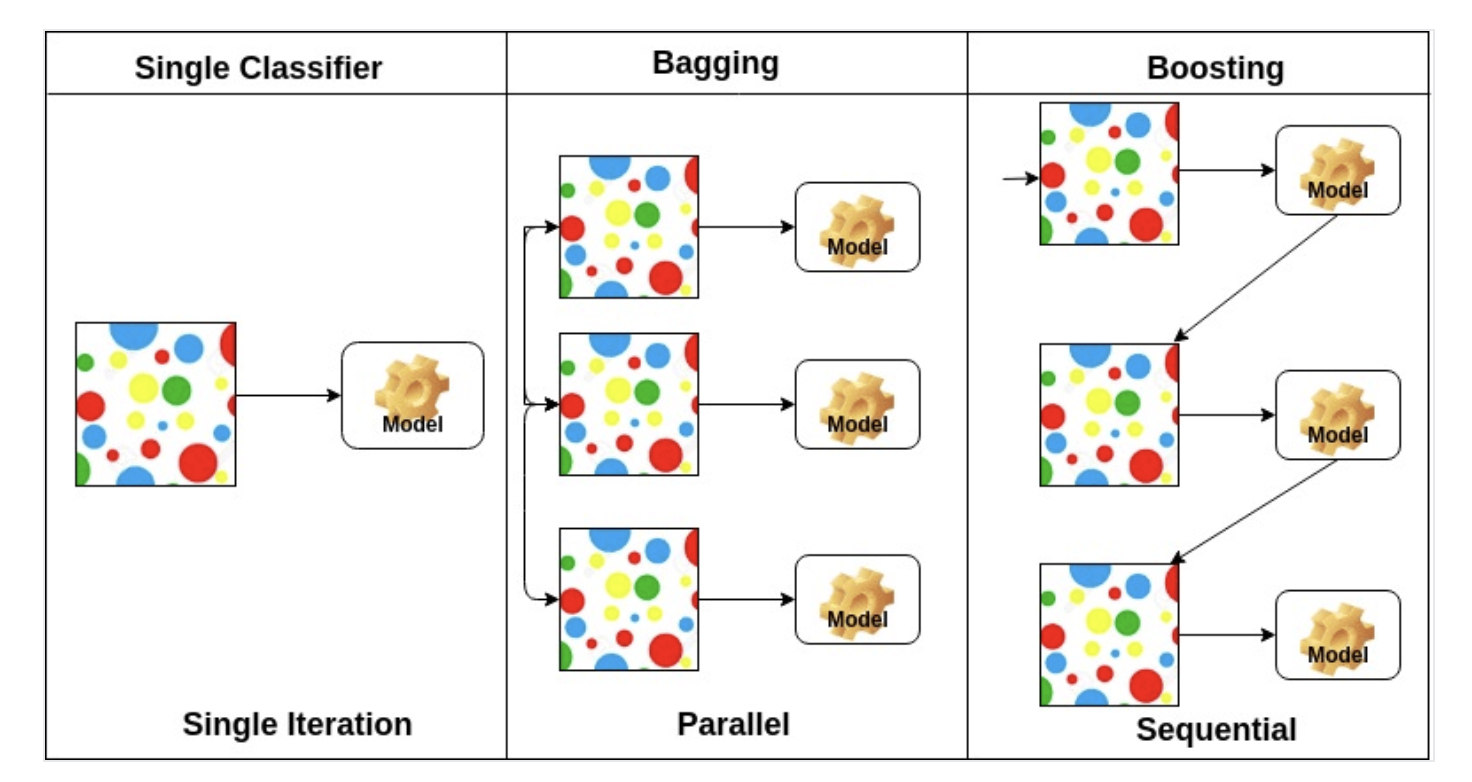 Single Classifier
Bagging
Boosting
Model
Model
Model
Model
Model
Model
Model
Single Iteration
Parallel
Sequential